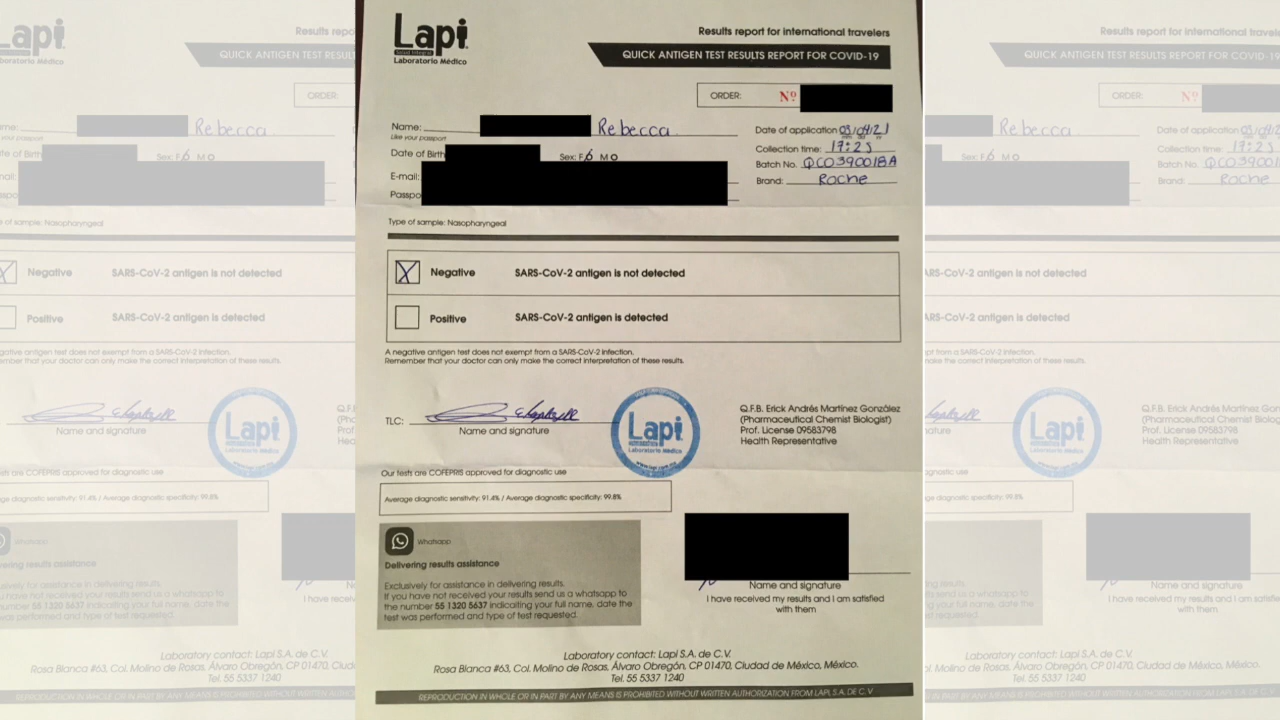 Lapi
Salud Integral
Laboratorio Médico
Results report for international travelers
QUICK ANTIGEN TEST RESULTS REPORT FOR COVID-19
ORDER: Nº
Name: Rebecca
Like your passport
Date of Birth
Sex: F M
E-mail:
Passpo
Date of application 03/04/21
Collection time: 17:23
Batch No. QCO390018A
Brand: Roche
Type of sample: Nasopharyngeal
X Negative SARS-CoV-2 antigen is not detected
Positive SARS-CoV-2 antigen is detected
A negative antigen test does not exempt from a SARS-CoV-2 infection.
Remember that your doctor can only make the correct interpretation of these results.
TLC:
Name and signature
Lapi
Laboratorio Médico
www.lapi.com.mx
Q.F.B. Erick Andrés Martínez González
(Pharmaceutical Chemist Biologist)
Prof. License 09583798
Health Representative
Our tests are COFEPRIS approved for diagnostic use
Average diagnostic sensitivity: 91.4% / Average diagnostic specificity: 99.8%
Whatsapp
Delivering results assistance
Exclusively for assistance in delivering results.
If you have not received your results send us a whatsapp to
the number 55 1320 5637 indicaiting your full name, date the
test was performed and type of test requested.
Name and signature
I have received my results and I am satisfied
with them
Laboratory contact: Lapi S.A. de C.V.
Rosa Blanca #63, Col. Molino de Rosas, Álvaro Obregón, CP 01470, Ciudad de México, México.
Tel. 55 5337 1240
REPRODUCTION IN WHOLE OR IN PART BY ANY MEANS IS PROHIBITED WITHOUT WRITTEN AUTHORIZATION FROM LAPI, S.A. DE C.V